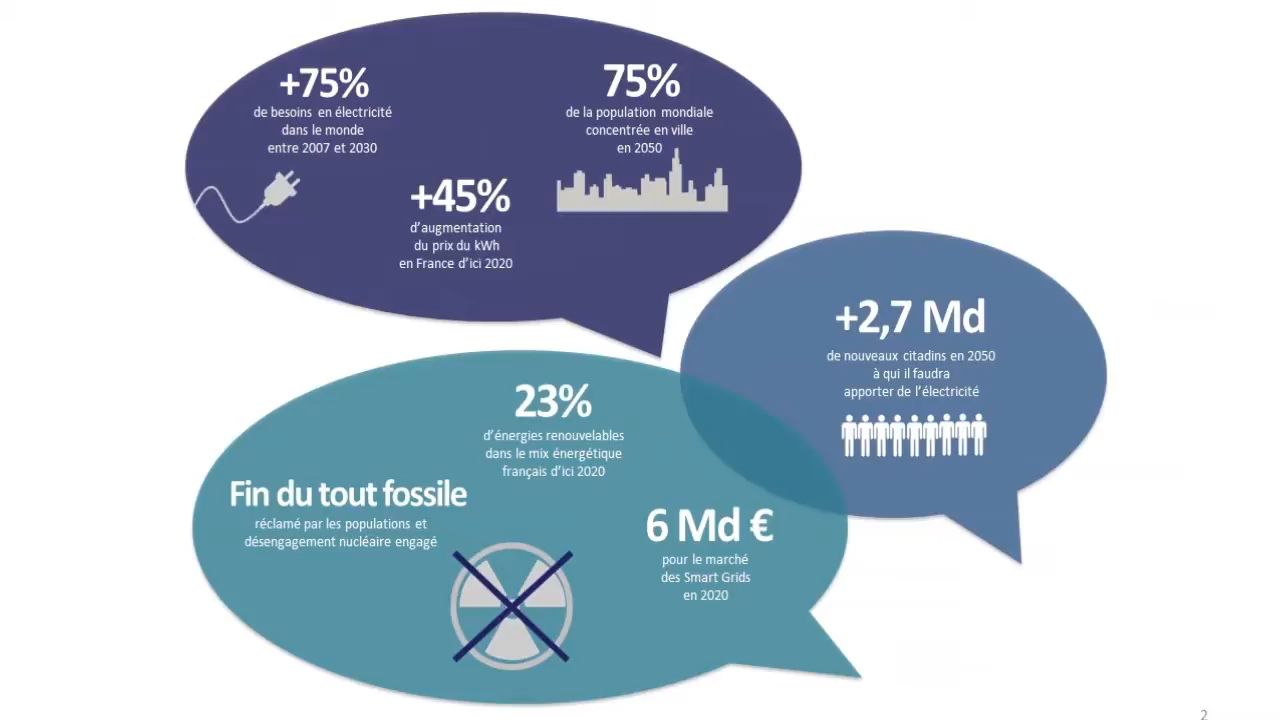 +75%
de besoins en électricité
dans le monde
entre 2007 et 2030
75%
de la population mondiale
concentrée en ville
en 2050
+45%
d’augmentation
du prix du kWh
en France d’ici 2020
+2,7 Md
de nouveaux citadins en 2050
à qui il faudra
apporter de l’électricité
23%
d’énergies renouvelables
dans le mix énergétique
français d’ici 2020
Fin du tout fossile
réclamé par les populations et
désengagement nucléaire engagé
6 Md €
pour le marché
des Smart Grids
en 2020
2